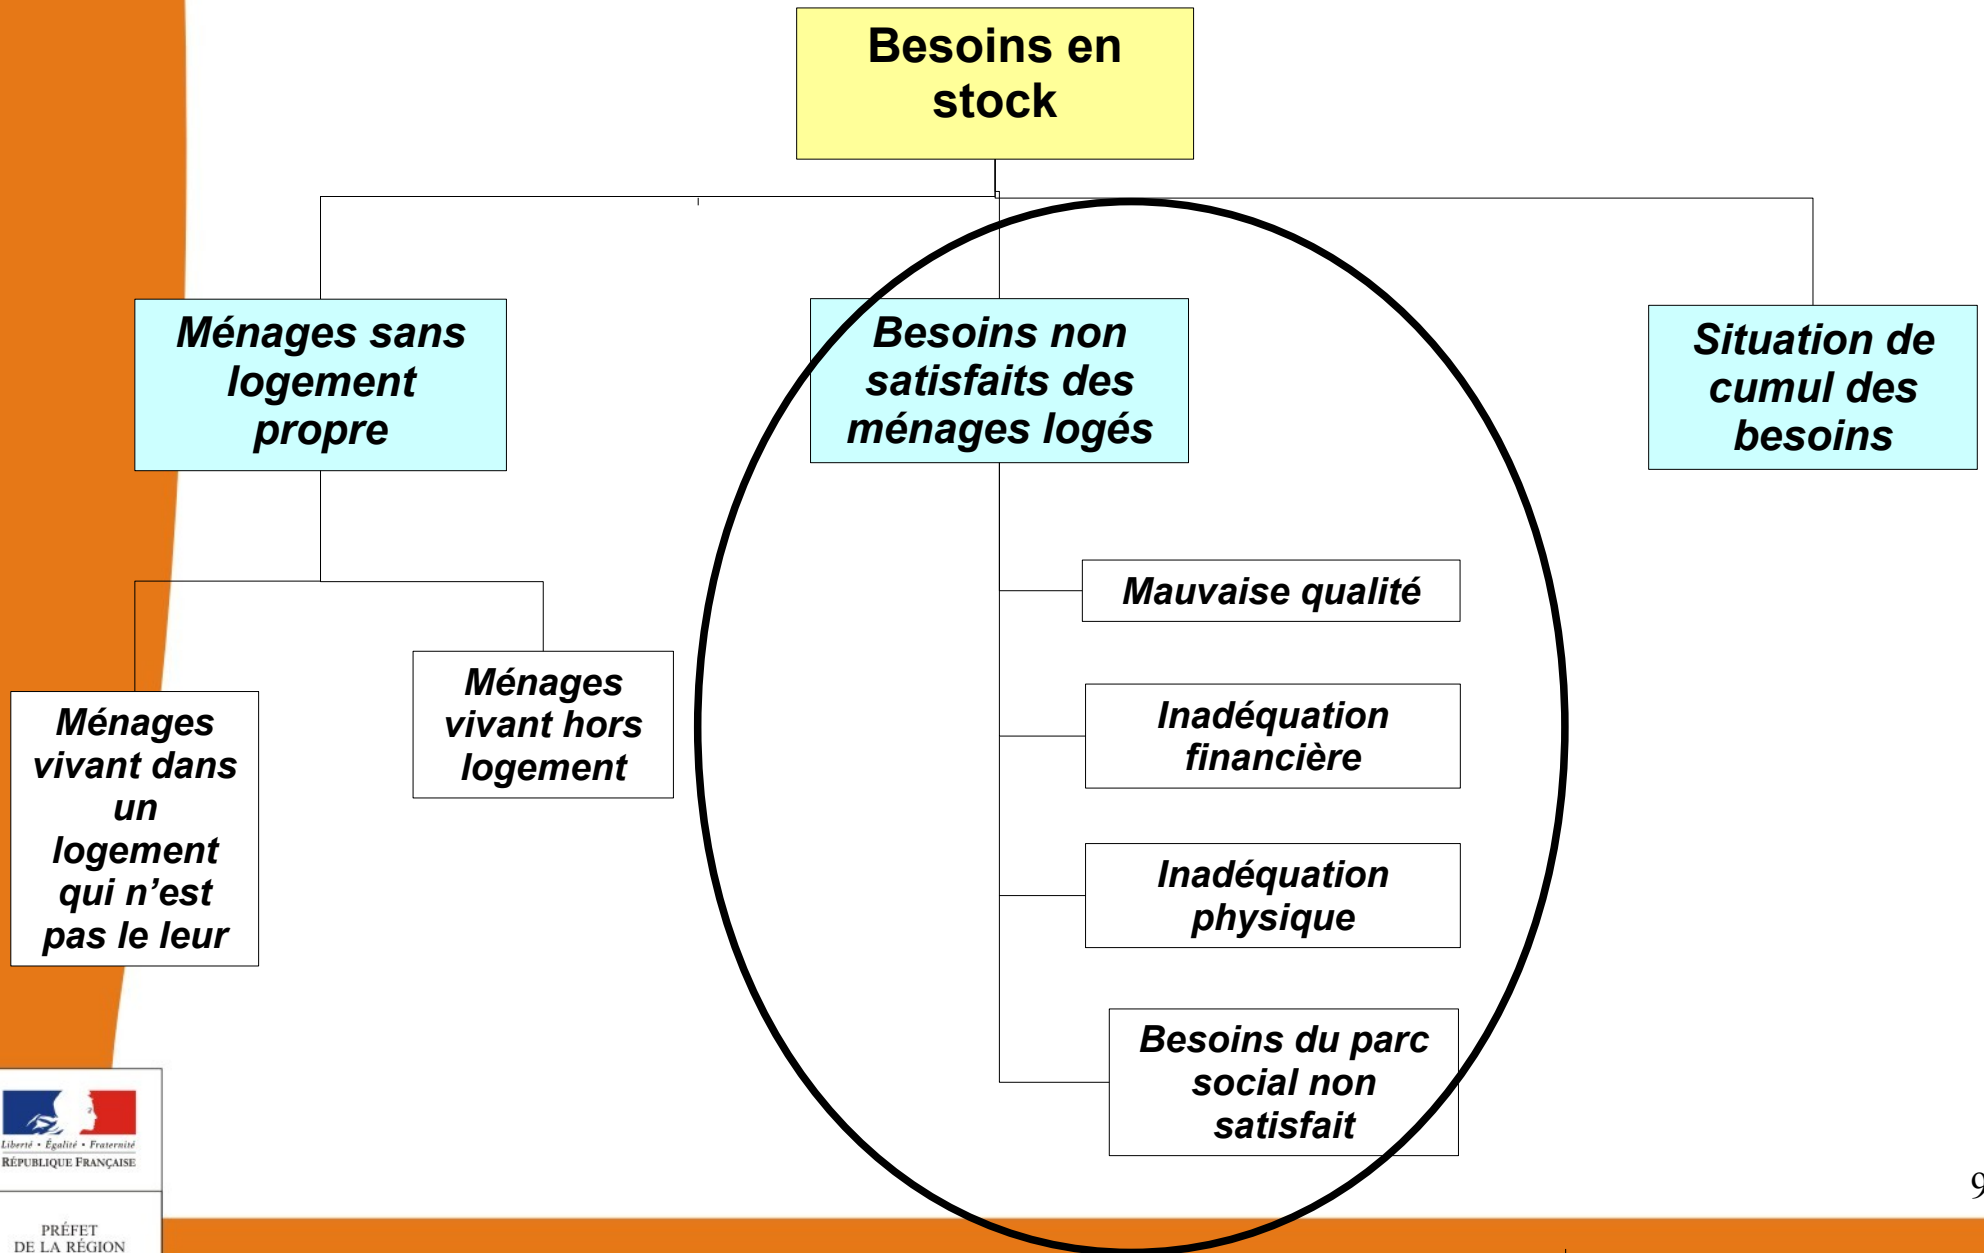 Besoins en
stock
Ménages sans
logement
propre
Besoins non
satisfaits des
ménages logés
Situation de
cumul des
besoins
Ménages
vivant dans
un
logement
qui n’est
pas le leur
Ménages
vivant hors
logement
Mauvaise qualité
Inadéquation
financière
Inadéquation
physique
Besoins du parc
social non
satisfait
Liberté • Égalité • Fraternité
RÉPUBLIQUE FRANÇAISE
PRÉFET
DE LA RÉGION
9